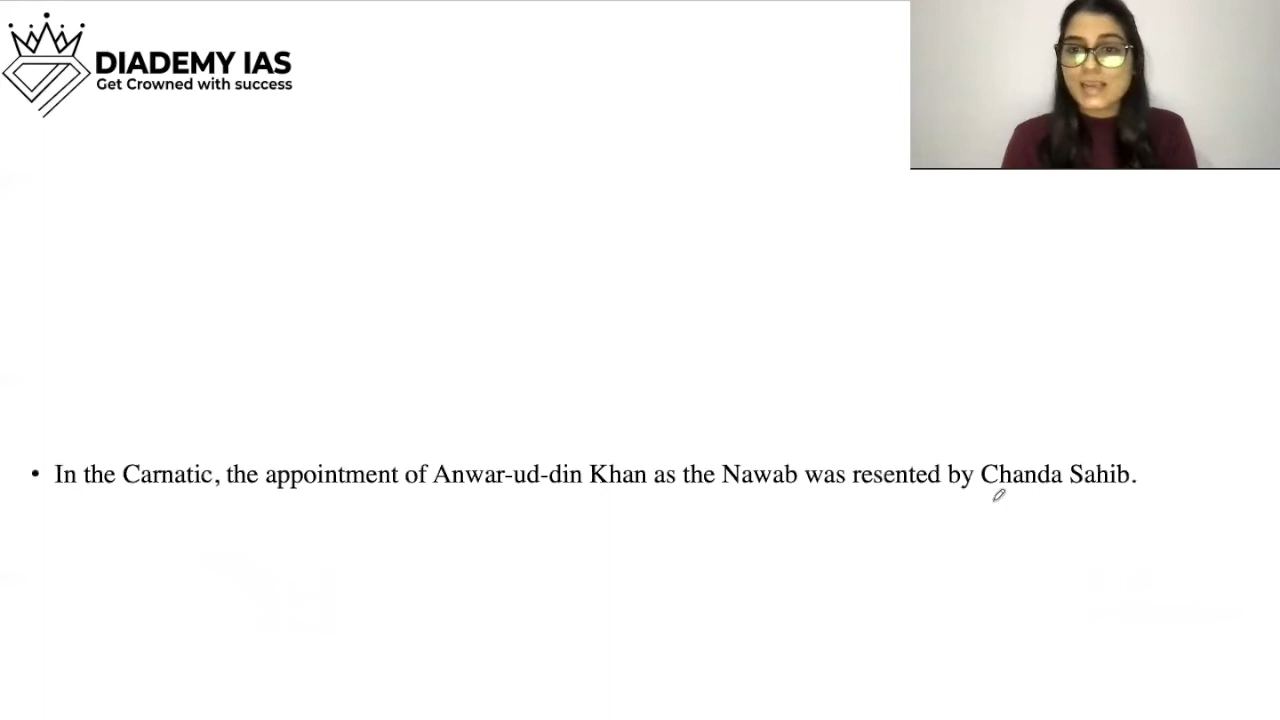 DIADEMY IAS
Get Crowned with success
• In the Carnatic, the appointment of Anwar-ud-din Khan as the Nawab was resented by Chanda Sahib.